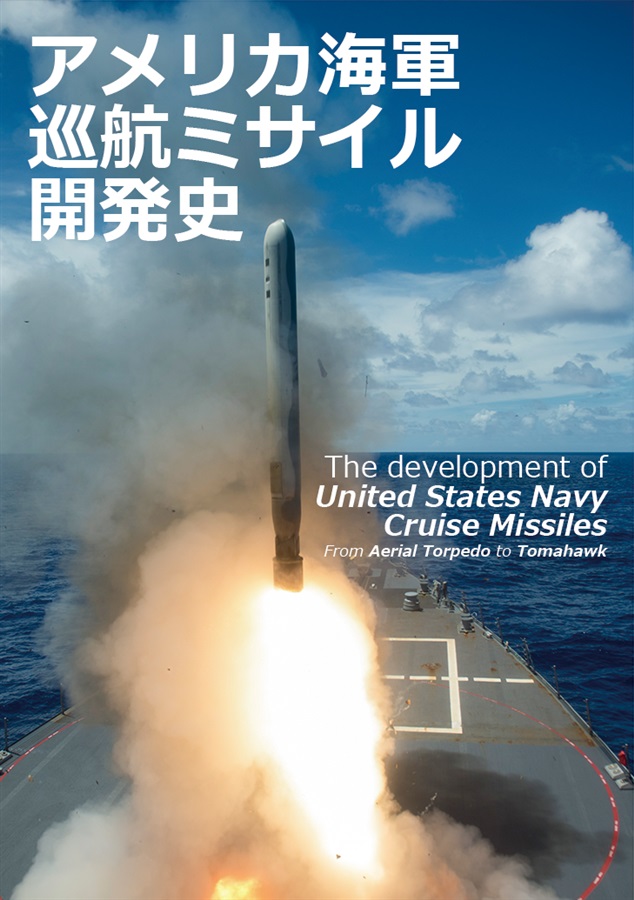 アメリカ海軍
巡航ミサイル
開発史
The development of
United States Navy
Cruise Missiles
From Aerial Torpedo to Tomahawk